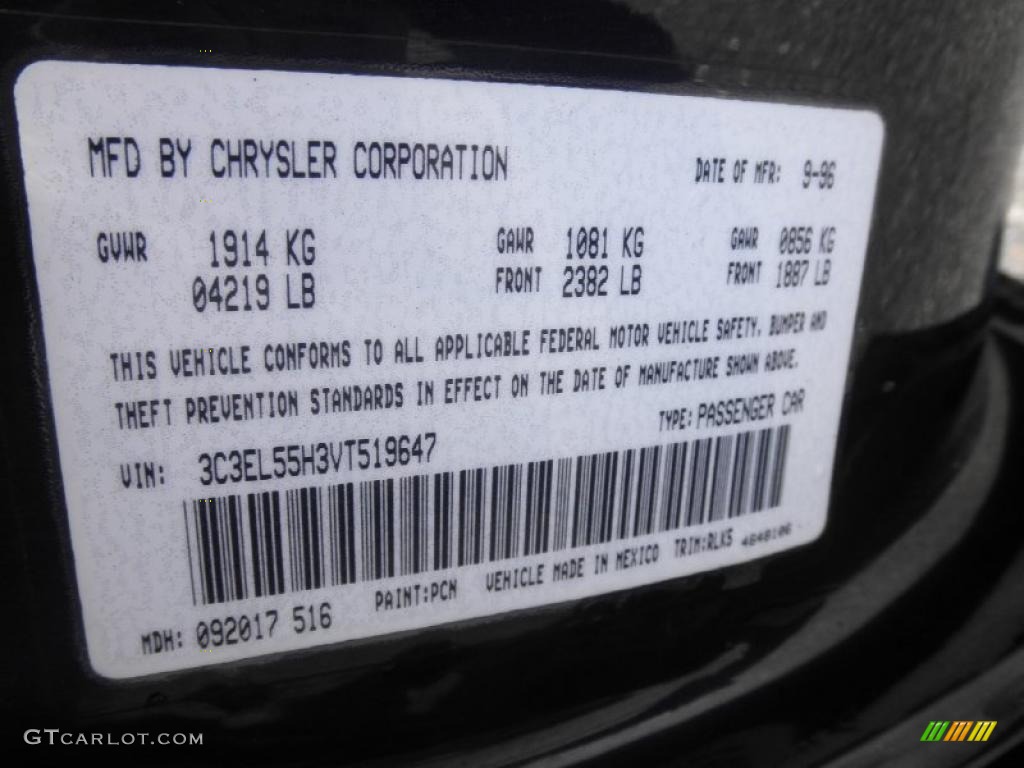 MFD BY CHRYSLER CORPORATION DATE OF MFR: 9-96
GVWR 1914 KG GAWR 1081 KG GAWR 0856 KG
04219 LB FRONT 2382 LB FRONT 1887 LB
THIS VEHICLE CONFORMS TO ALL APPLICABLE FEDERAL MOTOR VEHICLE SAFETY, BUMPER AND
THEFT PREVENTION STANDARDS IN EFFECT ON THE DATE OF MANUFACTURE SHOWN ABOVE.
VIN: 3C3EL55H3VT519647 TYPE: PASSENGER CAR
MDH: 092017 516 PAINT:PCN VEHICLE MADE IN MEXICO TRIM:RLK5 4648106
GTCARLOT.COM